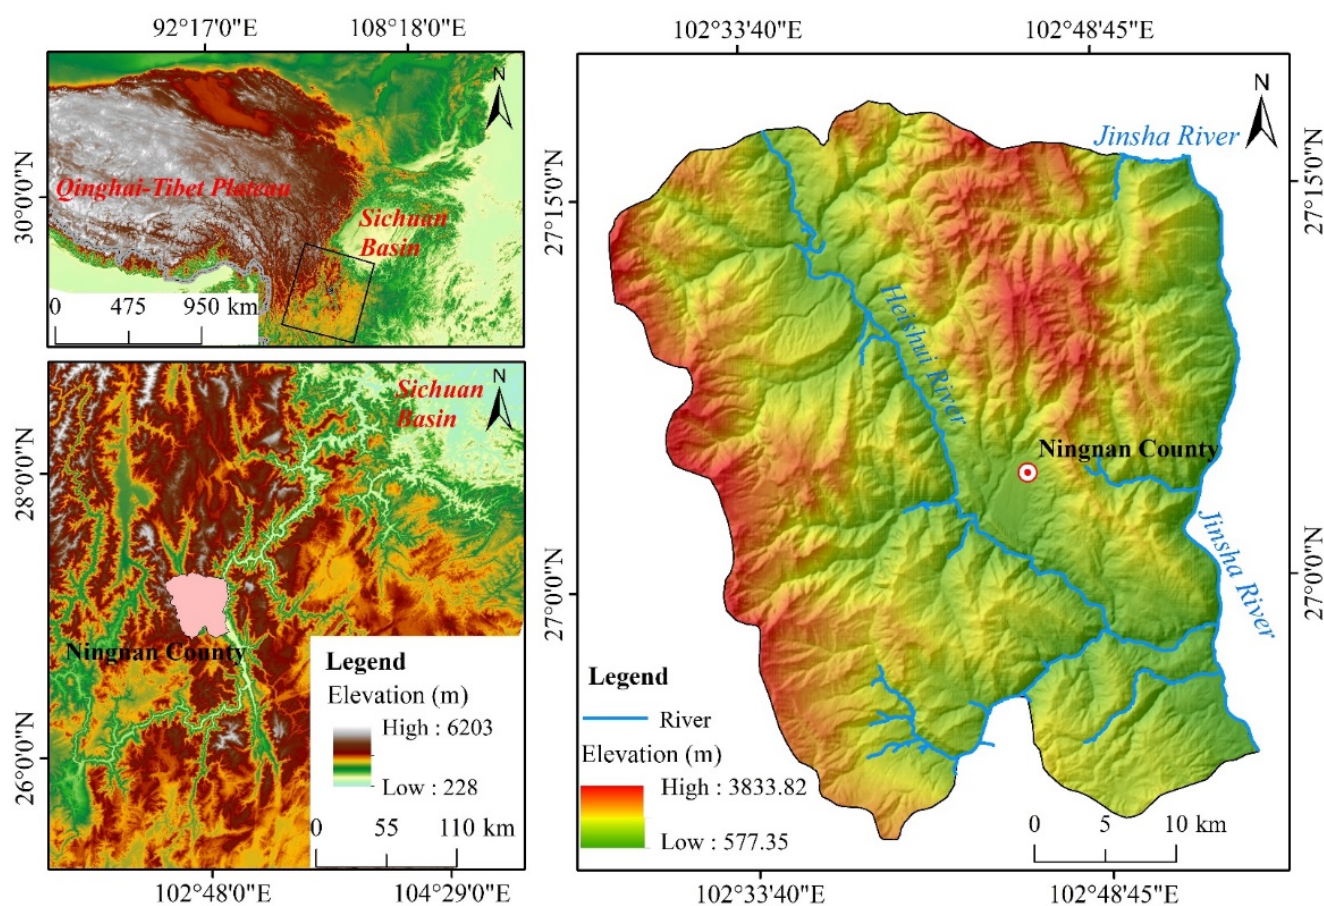 92°17'0"E
108°18'0"E
N
30°0'0"N
Qinghai-Tibet Plateau
Sichuan
Basin
0
475
950 km
Sichuan
Basin
N
28°0'0"N
26°0'0"N
Ningnan County
Legend
Elevation (m)
High : 6203
Low : 228
0
55
110 km
102°48'0"E
104°29'0"E
102°33'40"E
102°48'45"E
N
Jinsha River
27°15'0"N
27°15'0"N
Heishui River
Ningnan County
Jinsha River
27°0'0"N
27°0'0"N
Legend
River
Elevation (m)
High : 3833.82
Low : 577.35
0
5
10 km
102°33'40"E
102°48'45"E